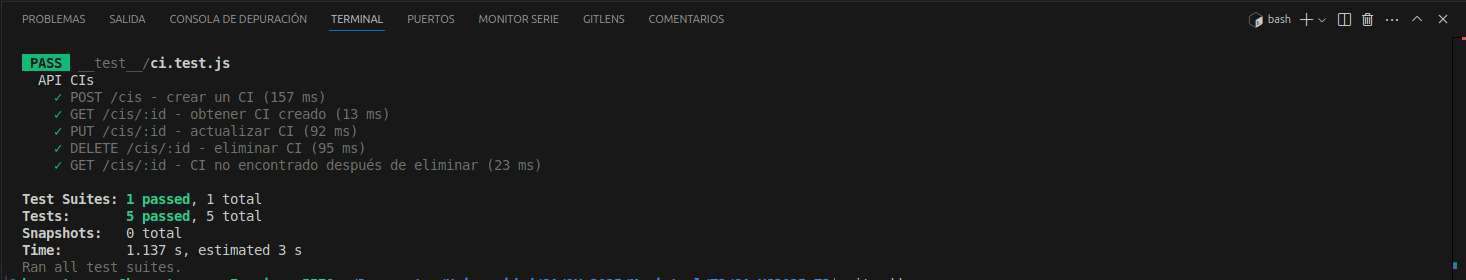 PROBLEMAS SALIDA CONSOLA DE DEPURACIÓN TERMINAL PUERTOS MONITOR SERIE GITLENS COMENTARIOS bash
PASS __test__/ci.test.js
API CIs
✓ POST /cis - crear un CI (157 ms)
✓ GET /cis/:id - obtener CI creado (13 ms)
✓ PUT /cis/:id - actualizar CI (92 ms)
✓ DELETE /cis/:id - eliminar CI (95 ms)
✓ GET /cis/:id - CI no encontrado después de eliminar (23 ms)
Test Suites: 1 passed, 1 total
Tests: 5 passed, 5 total
Snapshots: 0 total
Time: 1.137 s, estimated 3 s
Ran all test suites.